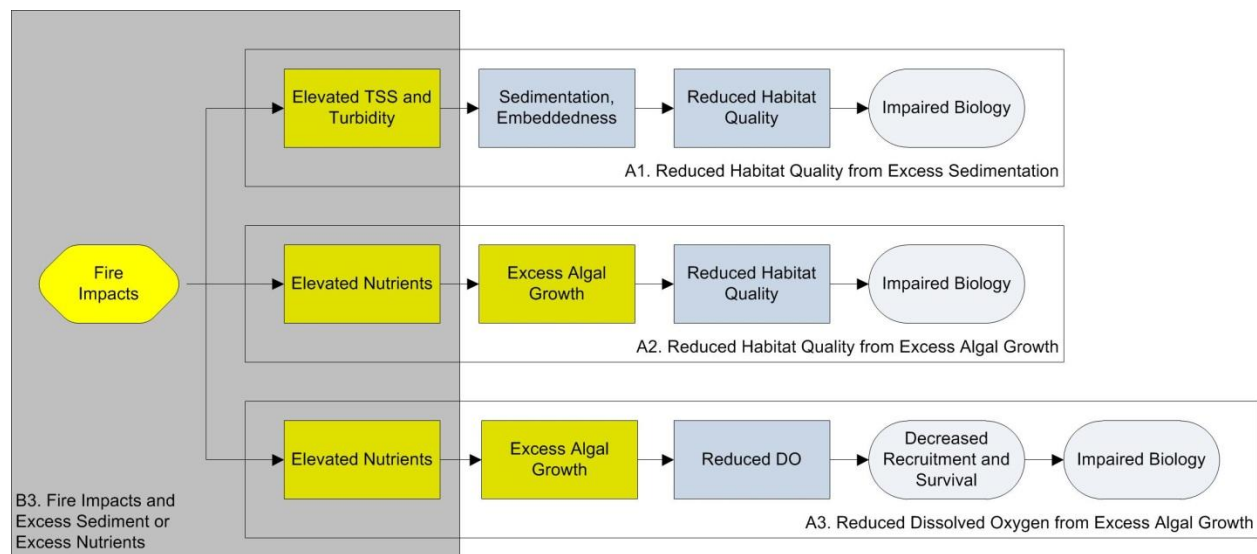 Elevated TSS and
Turbidity
Sedimentation,
Embeddedness
Reduced Habitat
Quality
Impaired Biology
A1. Reduced Habitat Quality from Excess Sedimentation
Fire
Impacts
Elevated Nutrients
Excess Algal
Growth
Reduced Habitat
Quality
Impaired Biology
A2. Reduced Habitat Quality from Excess Algal Growth
Elevated Nutrients
Excess Algal
Growth
Reduced DO
Decreased
Recruitment and
Survival
Impaired Biology
A3. Reduced Dissolved Oxygen from Excess Algal Growth
B3. Fire Impacts and
Excess Sediment or
Excess Nutrients